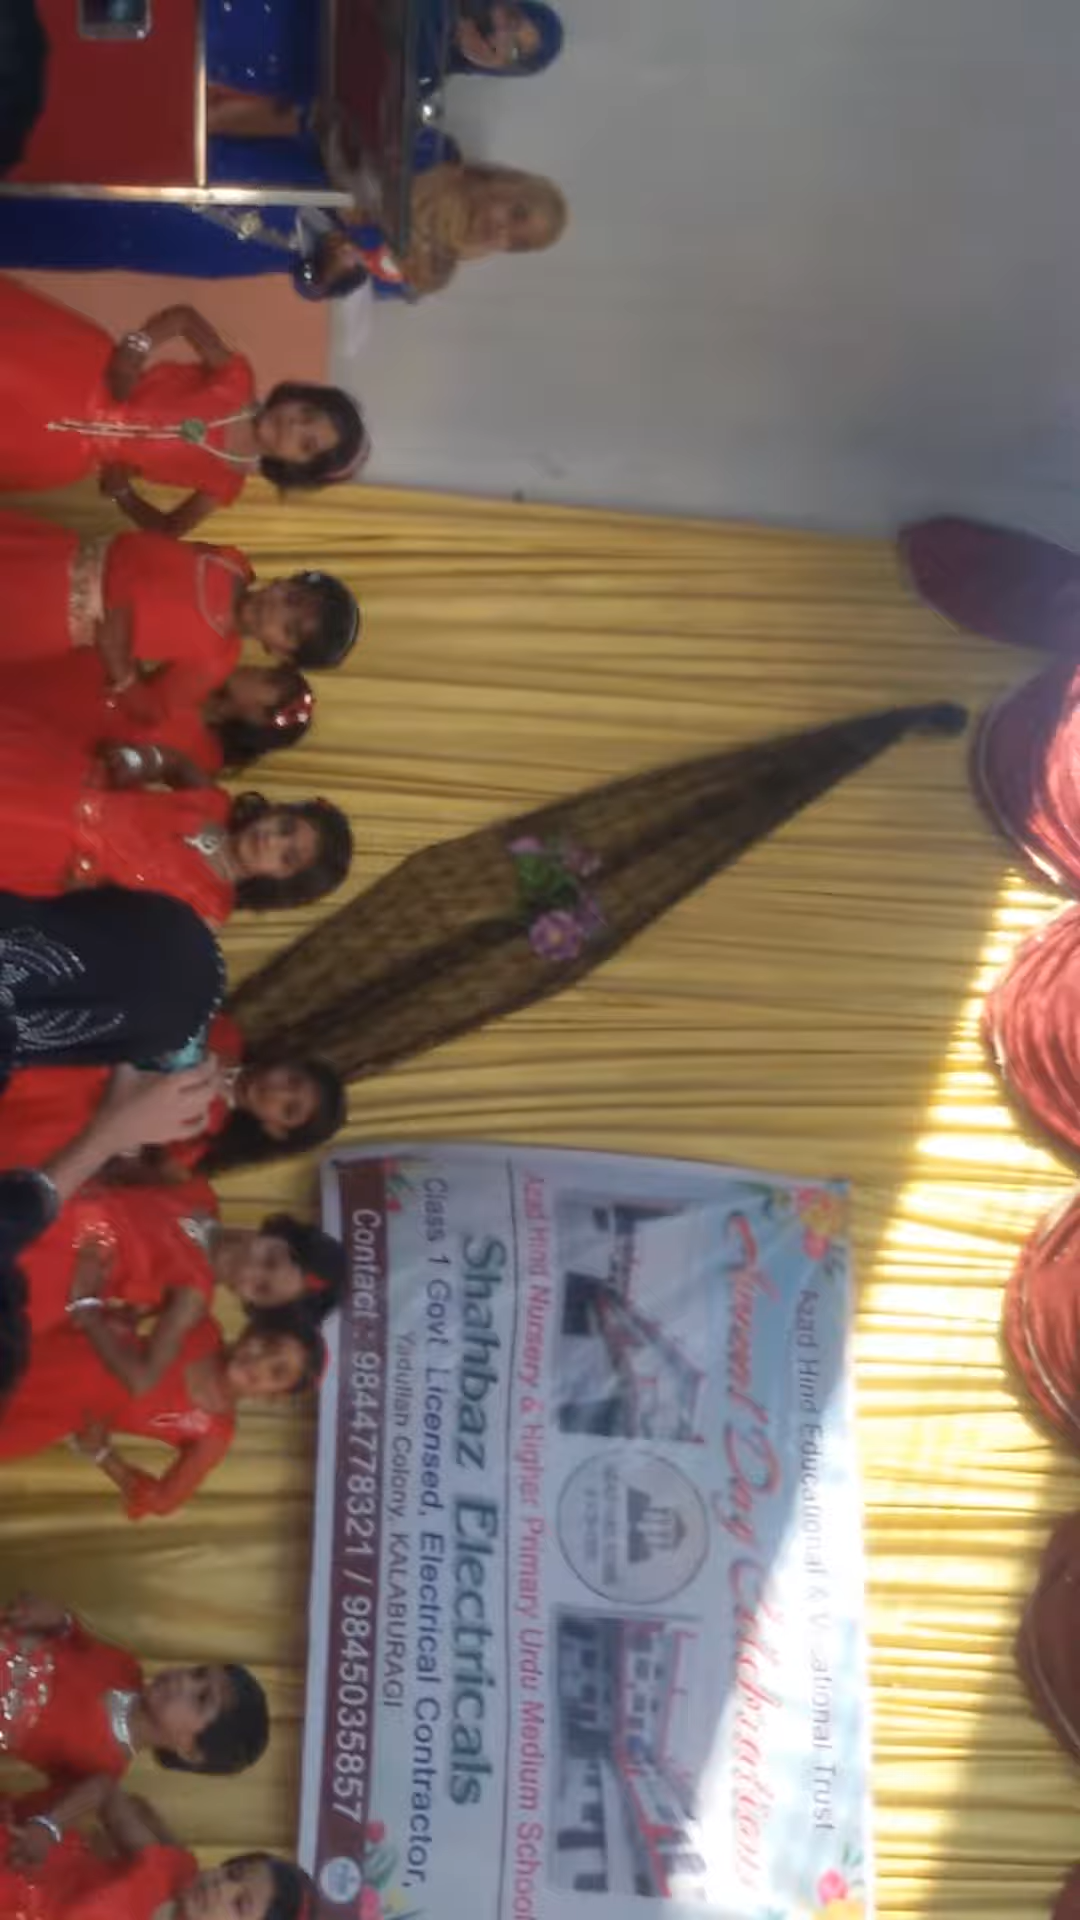 Azad Hind Educational & Vocational Trust
Annual Day Celebrations
Azad Hind Nursery & Higher Primary Urdu Medium School
Shahbaz Electricals
Class 1 Govt. Licensed, Electrical Contractor,
Yadullah Colony, KALABURAGI
Contact : 9844778321 / 9845035857